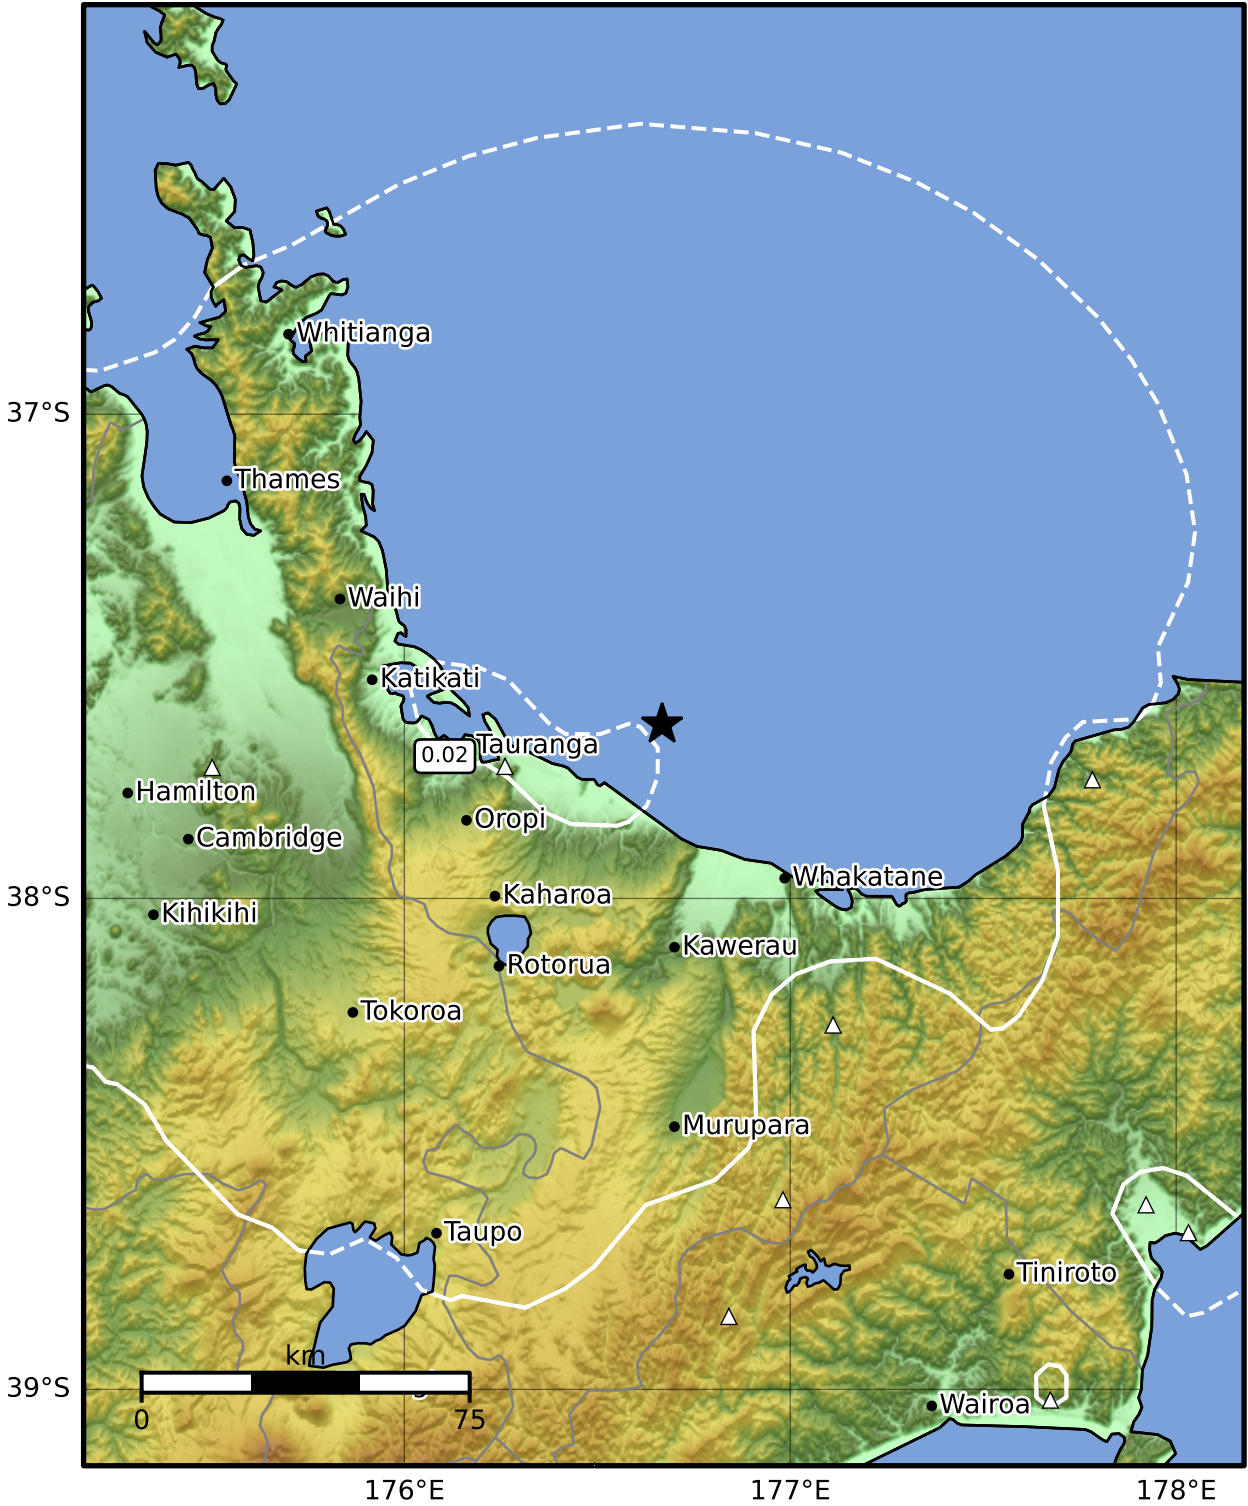 Whitianga
37°S
Thames
Waihi
Katikati
Tauranga
0.02
Hamilton
Oropi
Cambridge
Whakatane
38°S
Kaharoa
Kihikihi
Kawerau
Rotorua
Tokoroa
Murupara
Taupo
Tiniroto
km
39°S
Wairoa
0
75
176°E
177°E
178°E